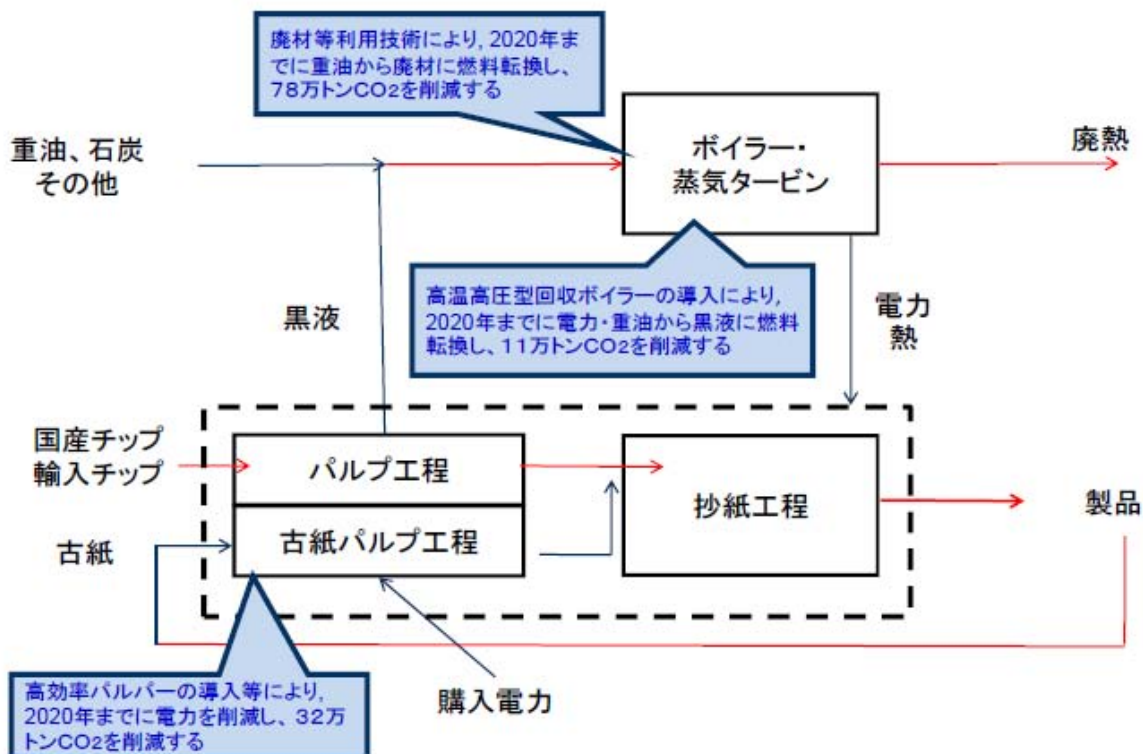 廃材等利用技術により, 2020年ま
でに重油から廃材に燃料転換し、
78万トンCO2を削減する
重油、石炭
その他
ボイラー・
蒸気タービン
廃熱
高温高圧型回収ボイラーの導入により,
2020年までに電力・重油から黒液に燃料
転換し、11万トンCO2を削減する
黒液
電力
熱
国産チップ
輸入チップ
パルプ工程
古紙パルプ工程
抄紙工程
製品
古紙
高効率パルパーの導入等により,
2020年までに電力を削減し、32万
トンCO2を削減する
購入電力